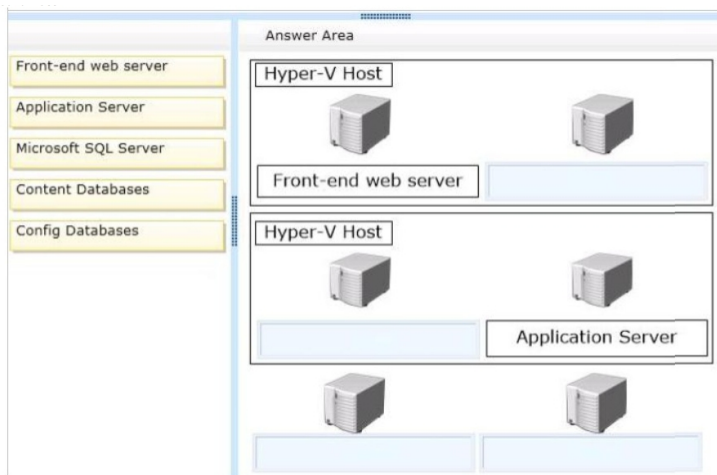 Answer Area
Front-end web server
Application Server
Microsoft SQL Server
Content Databases
Config Databases
Hyper-V Host
Front-end web server
Hyper-V Host
Application Server